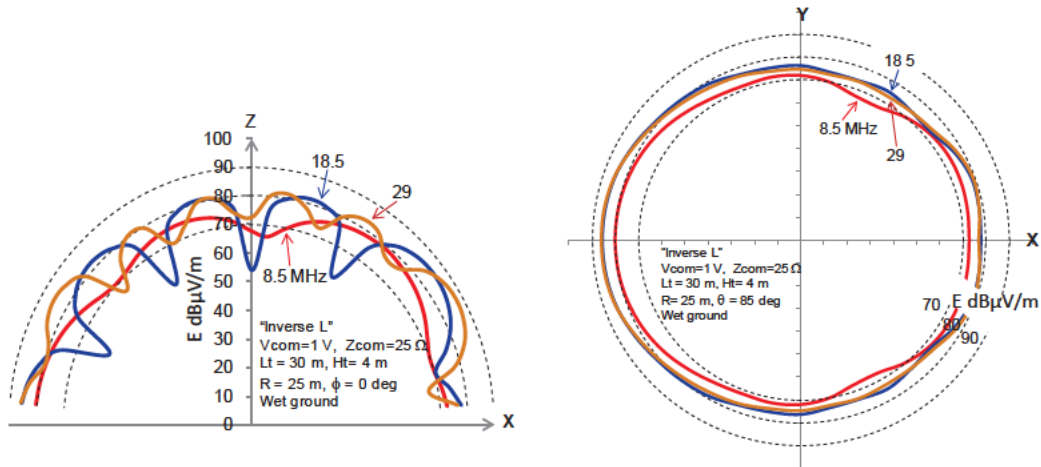 Z
100
90
80
70
60
50
40
30
20
10
0
E dBµV/m
X
18.5
29
8.5 MHz
"Inverse L"
Vcom=1 V, Zcom=25 Ω
Lt = 30 m, Ht= 4 m
R = 25 m, ϕ = 0 deg
Wet ground
Y
18 5
8.5 MHz
29
X
"Inverse L"
Vcom=1 V, Zcom=25 Ω
Lt = 30 m, Ht= 4 m
R= 25 m, θ = 85 deg
Wet ground
E dBµV/m
70
80
90